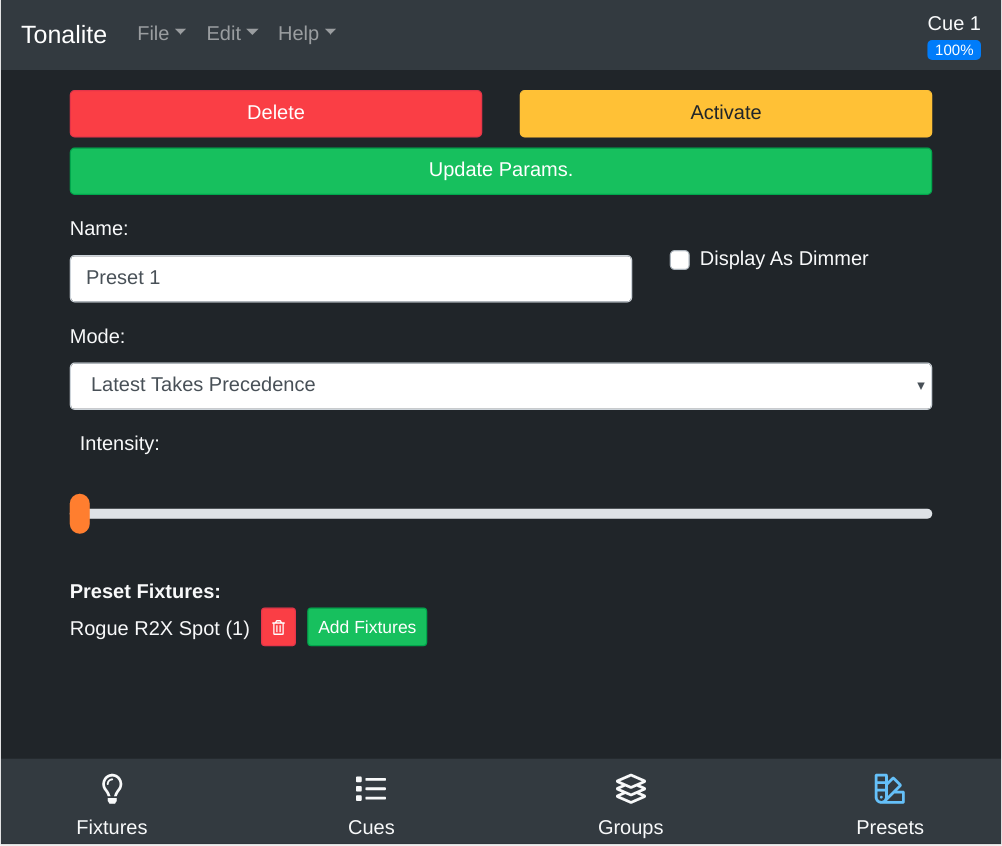 Tonalite File Edit Help Cue 1
100%
Delete Activate
Update Params.
Name:
Display As Dimmer
Preset 1
Mode:
Latest Takes Precedence
Intensity:
Preset Fixtures:
Rogue R2X Spot (1) Add Fixtures
Fixtures Cues Groups Presets